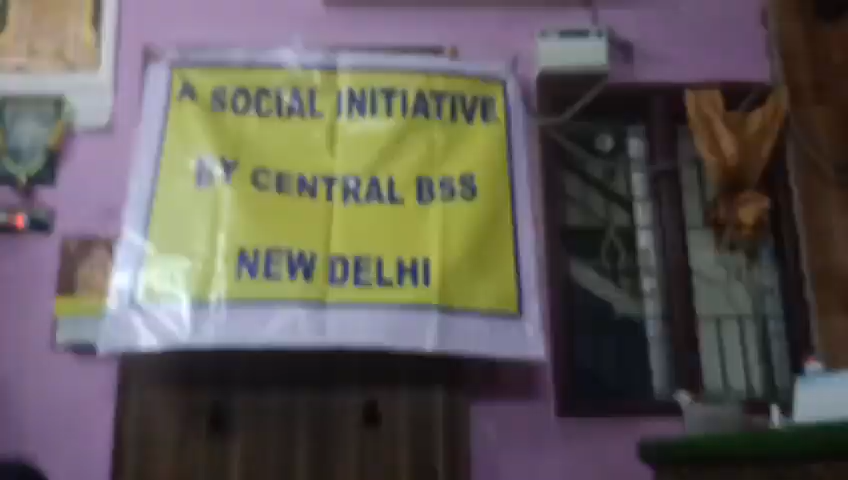 A SOCIAL INITIATIVE
BY CENTRAL BSS
NEW DELHI